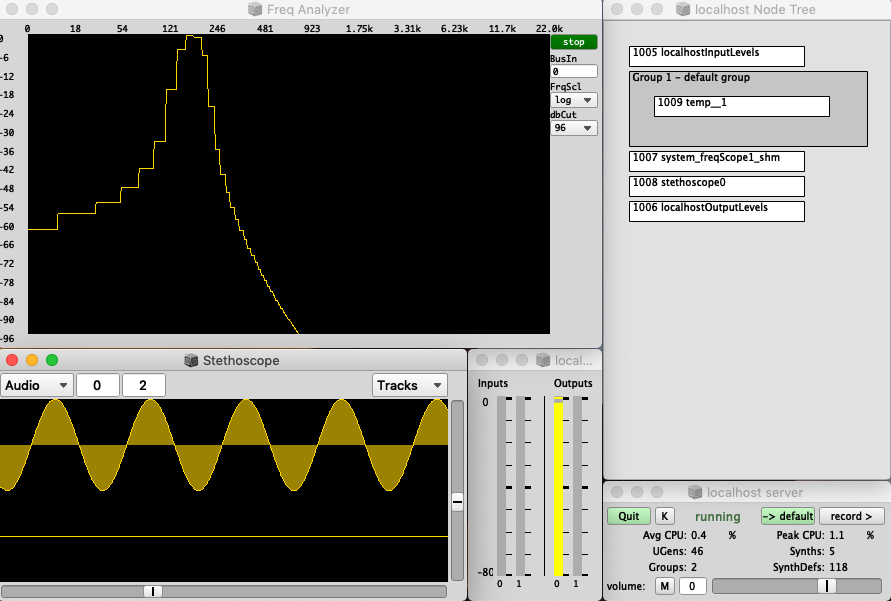 Freq Analyzer
0 18 54 121 246 481 923 1.75k 3.31k 6.23k 11.7k 22.0k
0
-6
-12
-18
-24
-30
-36
-42
-48
-54
-60
-66
-72
-78
-84
-90
-96
stop
BusIn
0
FrqScl
log
dbCut
96
localhost Node Tree
1005 localhostInputLevels
Group 1 - default group
1009 temp__1
1007 system_freqScope1_shm
1008 stethoscope0
1006 localhostOutputLevels
Stethoscope
Audio 0 2 Tracks
local...
Inputs Outputs
0
-80
0 1 0 1
localhost server
Quit K running -> default record >
Avg CPU: 0.4 % Peak CPU: 1.1 %
UGens: 46 Synths: 5
Groups: 2 SynthDefs: 118
volume: M 0